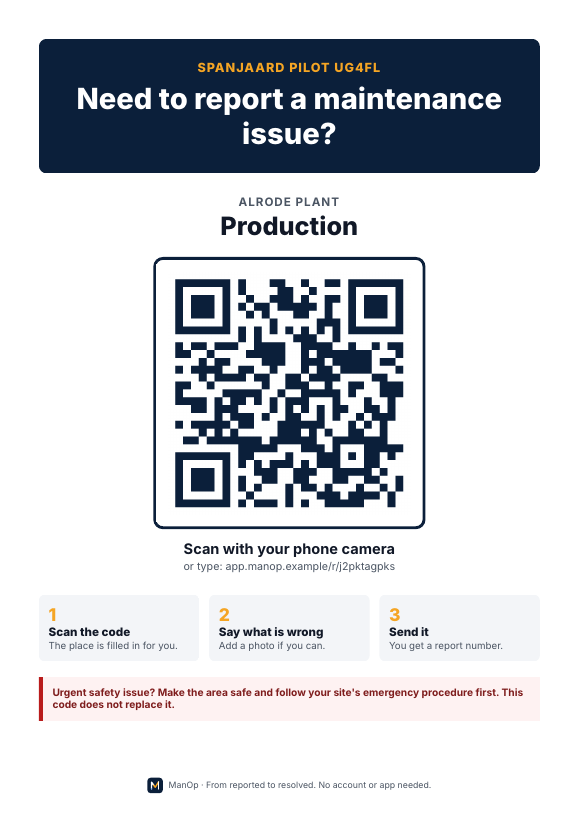 SPANJAARD PILOT UG4FL
Need to report a maintenance
issue?
ALRODE PLANT
Production
Scan with your phone camera
or type: app.manop.example/r/j2pktagpks
1
Scan the code
The place is filled in for you.
2
Say what is wrong
Add a photo if you can.
3
Send it
You get a report number.
Urgent safety issue? Make the area safe and follow your site's emergency procedure first. This
code does not replace it.
M
ManOp · From reported to resolved. No account or app needed.